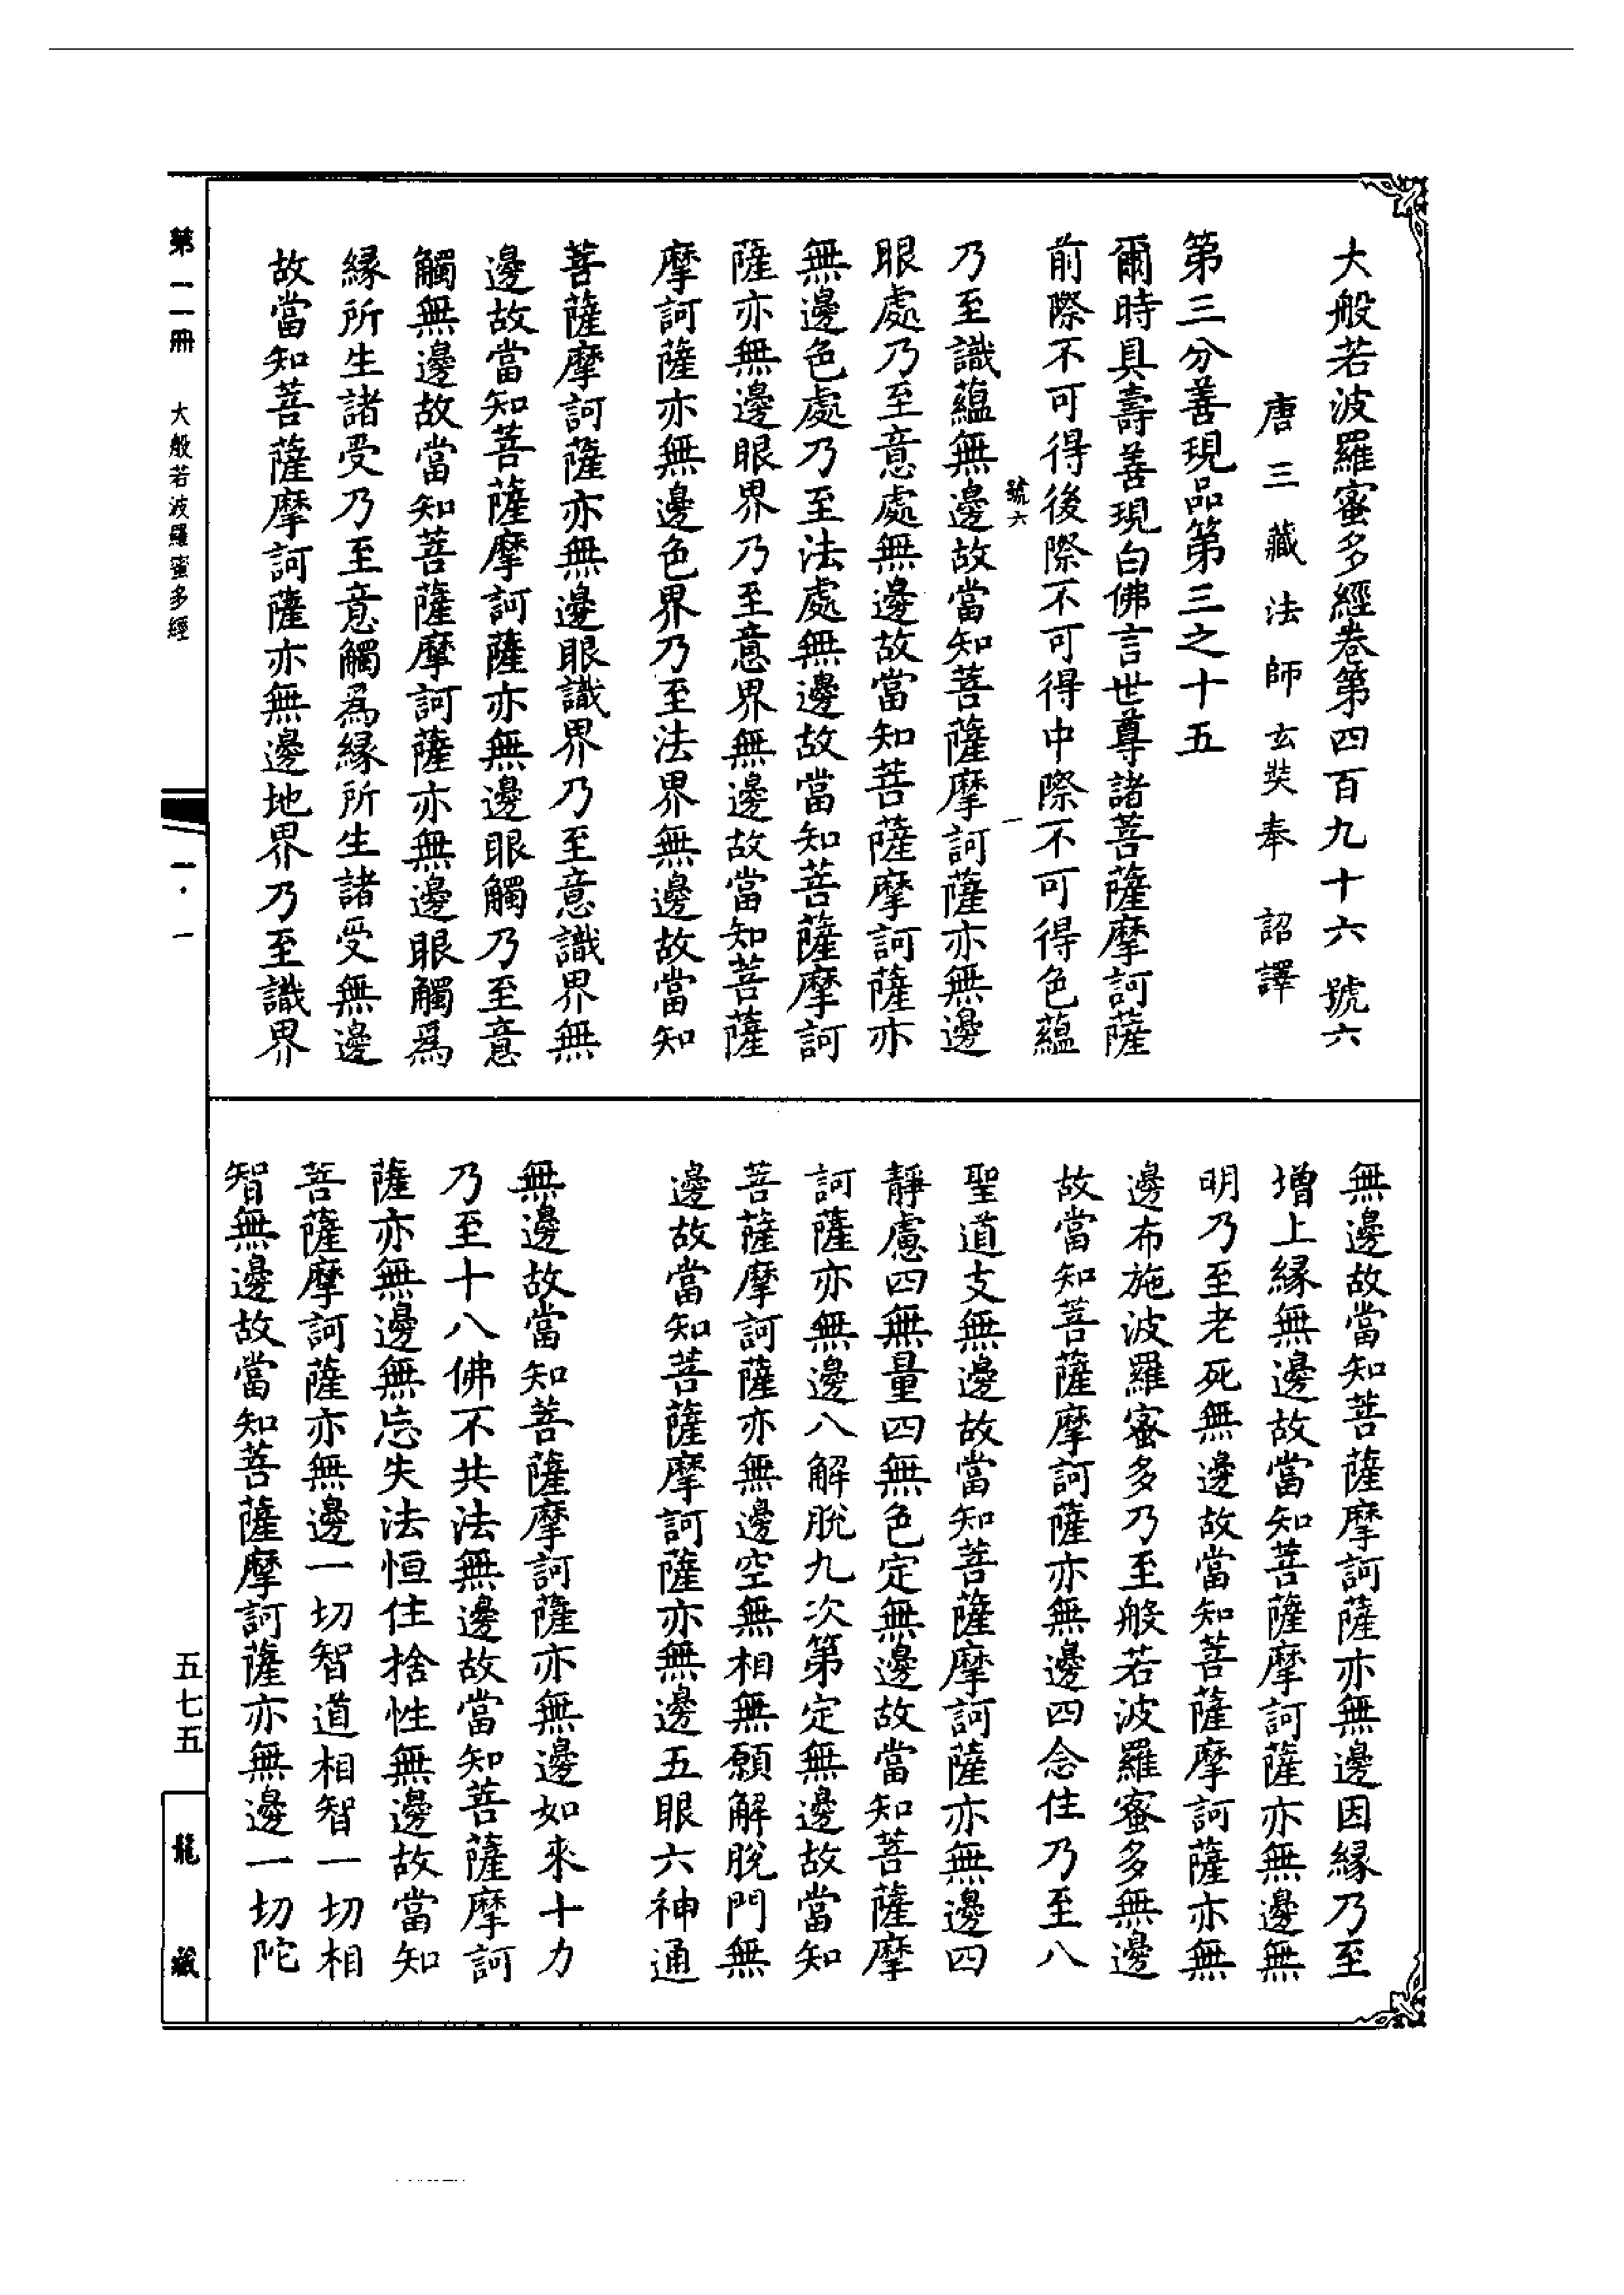 大般若波羅蜜多經卷第四百九十六 號六
唐三藏法師玄奘奉 詔譯
第三分善現品第三之十五
爾時具壽善現白佛言世尊諸菩薩摩訶薩
前際不可得後際不可得中際不可得色蘊
號六 一
乃至識蘊無邊故當知菩薩摩訶薩亦無邊
眼處乃至意處無邊故當知菩薩摩訶薩亦
無邊色處乃至法處無邊故當知菩薩摩訶
薩亦無邊眼界乃至意界無邊故當知菩薩
摩訶薩亦無邊色界乃至法界無邊故當知
菩薩摩訶薩亦無邊眼識界乃至意識界無
邊故當知菩薩摩訶薩亦無邊眼觸乃至意
觸無邊故當知菩薩摩訶薩亦無邊眼觸爲
縁所生諸受乃至意觸爲縁所生諸受無邊
故當知菩薩摩訶薩亦無邊地界乃至識界
無邊故當知菩薩摩訶薩亦無邊因縁乃至
增上縁無邊故當知菩薩摩訶薩亦無邊無
明乃至老死無邊故當知菩薩摩訶薩亦無
邊布施波羅蜜多乃至般若波羅蜜多無邊
故當知菩薩摩訶薩亦無邊四念住乃至八
聖道支無邊故當知菩薩摩訶薩亦無邊四
靜慮四無量四無色定無邊故當知菩薩摩
訶薩亦無邊八解脫九次第定無邊故當知
菩薩摩訶薩亦無邊空無相無願解脫門無
邊故當知菩薩摩訶薩亦無邊五眼六神通
無邊故當知菩薩摩訶薩亦無邊如來十力
乃至十八佛不共法無邊故當知菩薩摩訶
薩亦無邊無忘失法恒住捨性無邊故當知
菩薩摩訶薩亦無邊一切智道相智一切相
智無邊故當知菩薩摩訶薩亦無邊一切陀
第一一冊 大般若波羅蜜多經
一·一
五七五
龍藏